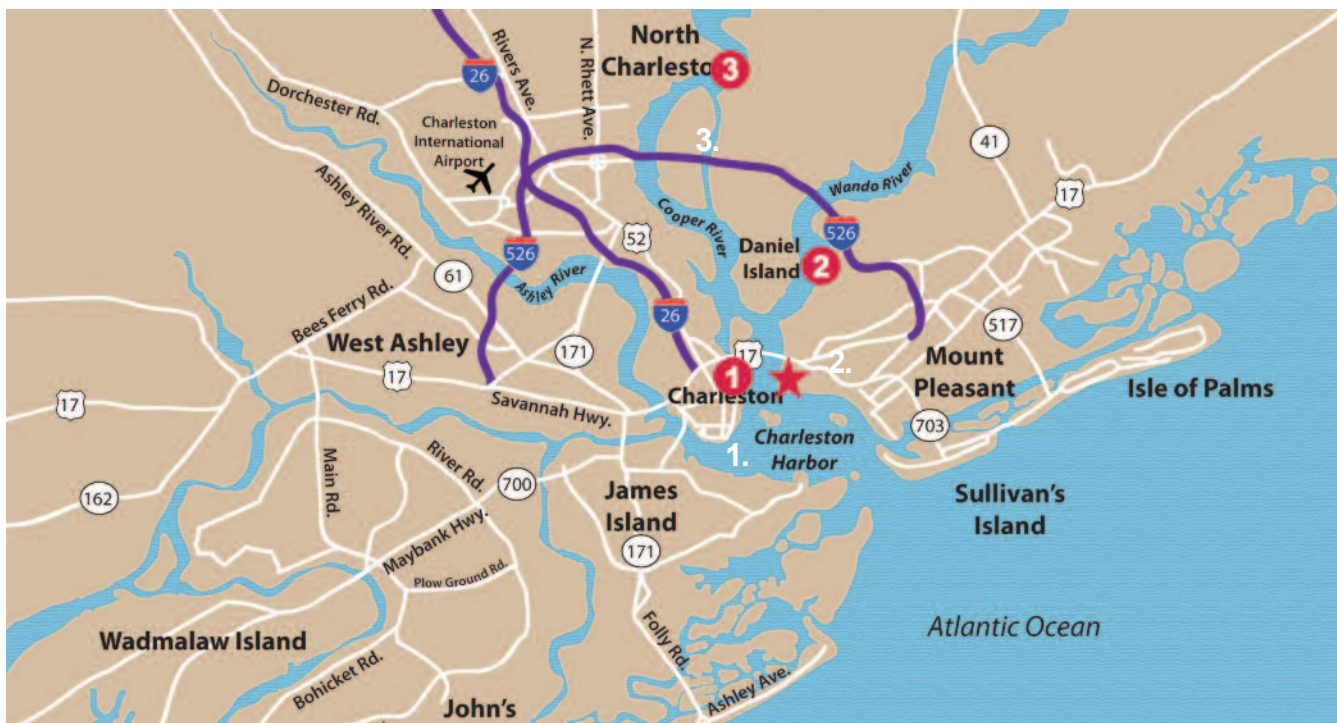 North
Charleston
3
26
Rivers Ave.
N. Rhett Ave.
Dorchester Rd.
Charleston
International
Airport
3.
41
17
Wando River
Ashley River Rd.
Cooper River
52
526
526
Daniel
Island
2
61
Ashley River
Bees Ferry Rd.
26
517
West Ashley
171
17
17
2.
Mount
Pleasant
1
Charleston
Isle of Palms
17
Savannah Hwy.
703
1.
Charleston
Harbor
Main Rd.
River Rd.
700
162
James
Island
Sullivan's
Island
Maybank Hwy.
171
Plow Ground Rd.
Folly Rd.
Atlantic Ocean
Wadmalaw Island
Bohicket Rd.
Ashley Ave.
John's